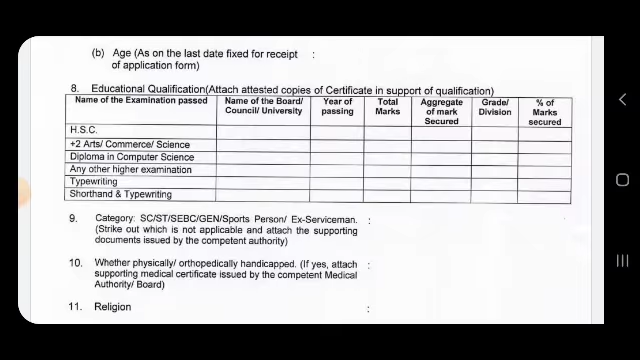 (b) Age (As on the last date fixed for receipt :
of application form)
8. Educational Qualification(Attach attested copies of Certificate in support of qualification)
Name of the Examination passed Name of the Board/ Council/ University Year of passing Total Marks Aggregate of mark Secured Grade/ Division % of Marks secured
H.S.C.
+2 Arts/ Commerce/ Science
Diploma in Computer Science
Any other higher examination
Typewriting
Shorthand & Typewriting
9. Category: SC/ST/SEBC/GEN/Sports Person/ Ex-Serviceman. :
(Strike out which is not applicable and attach the supporting
documents issued by the competent authority)
10. Whether physically/ orthopedically handicapped. (If yes, attach :
supporting medical certificate issued by the competent Medical
Authority/ Board)
11. Religion :